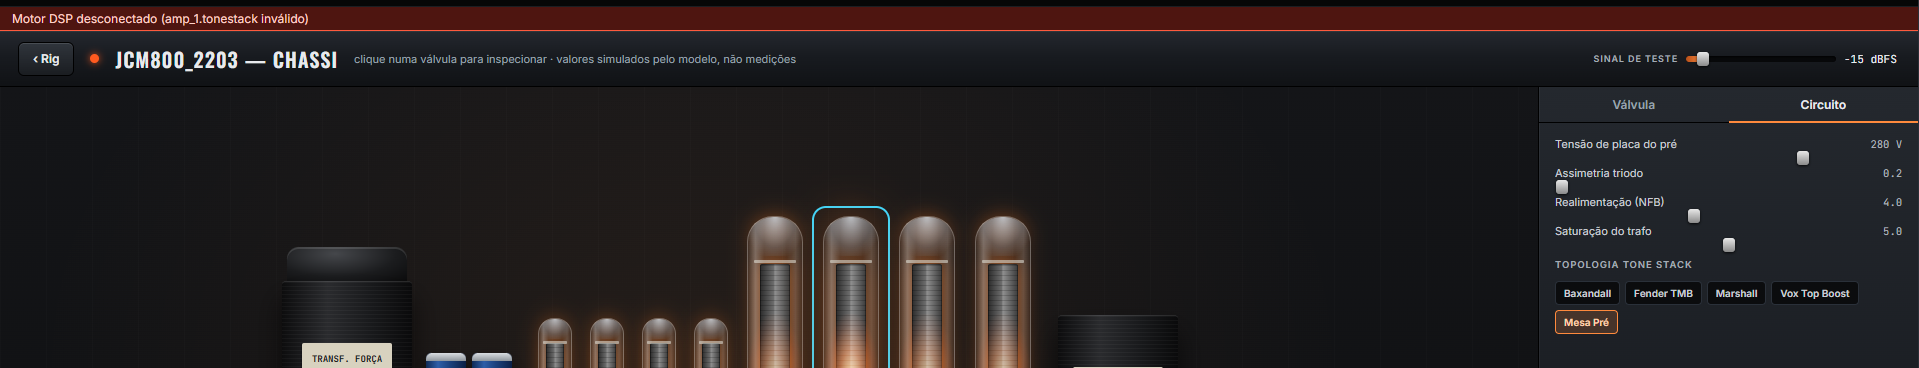 Motor DSP desconectado (amp_1.tonestack inválido)
‹ Rig
JCM800_2203 — CHASSI
clique numa válvula para inspecionar · valores simulados pelo modelo, não medições
SINAL DE TESTE
-15 dBFS
Válvula
Circuito
Tensão de placa do pré 280 V
Assimetria triodo 0.2
Realimentação (NFB) 4.0
Saturação do trafo 5.0
TOPOLOGIA TONE STACK
Baxandall Fender TMB Marshall Vox Top Boost
Mesa Pré
TRANSF. FORÇA